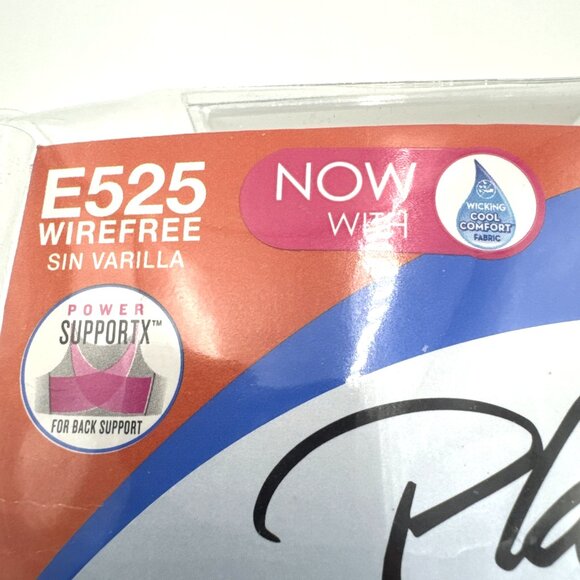 E525
WIREFREE
SIN VARILLA
NOW
WITH
WICKING
COOL
COMFORT
FABRIC
POWER
SUPPORTX™
FOR BACK SUPPORT
Pla